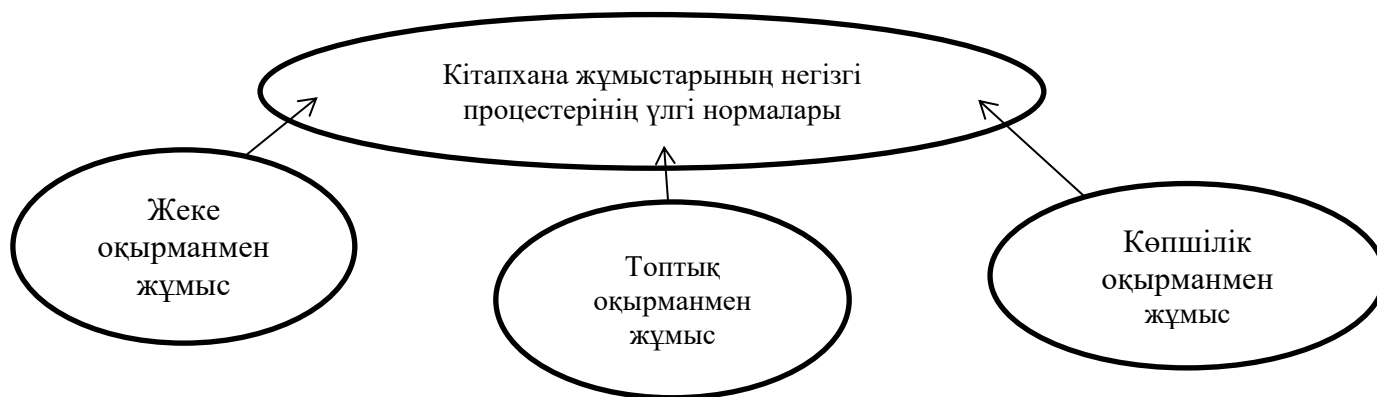 Кітапхана жұмыстарының негізгі
процестерінің үлгі нормалары
Жеке
оқырманмен
жұмыс
Топтық
оқырманмен
жұмыс
Көпшілік
оқырманмен
жұмыс